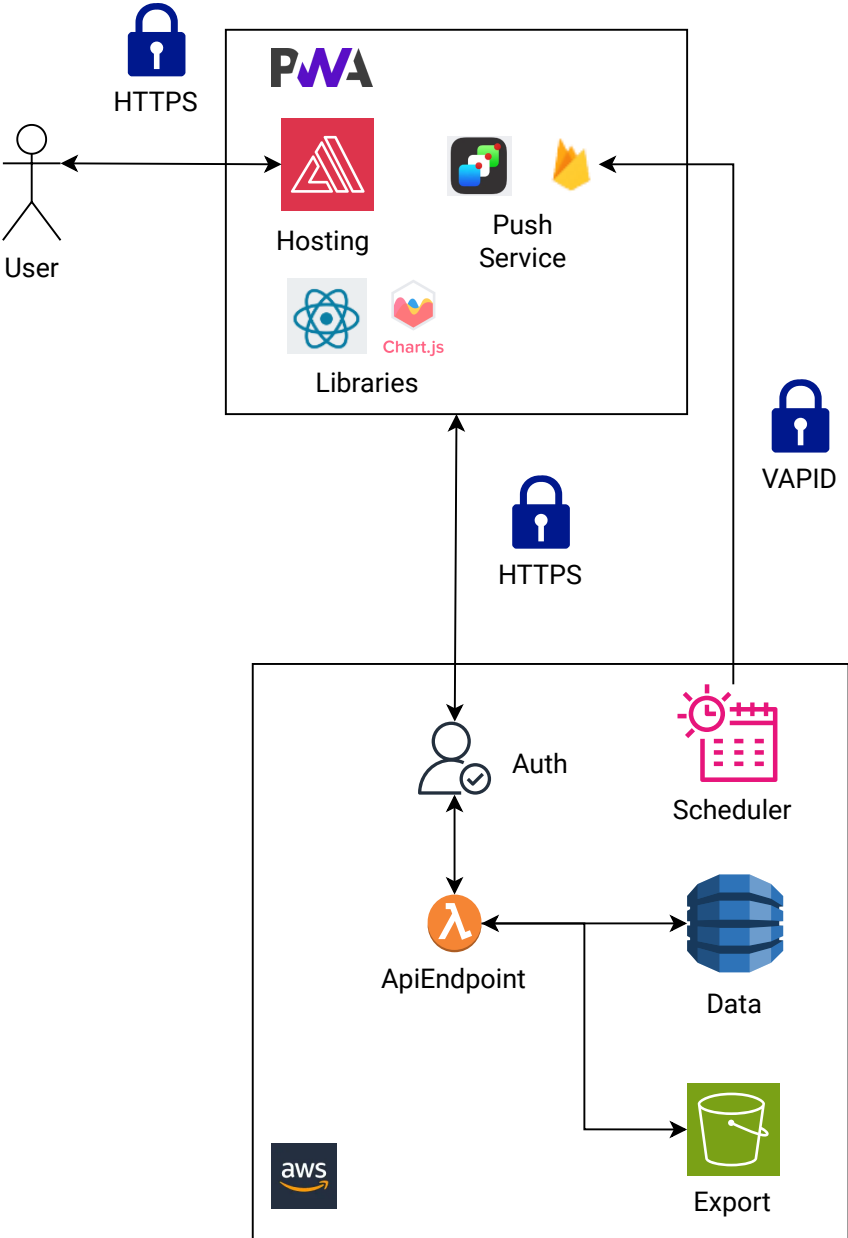 HTTPS
PWA
User
Hosting
Push
Service
Chart.js
Libraries
HTTPS
VAPID
Auth
Scheduler
λ
ApiEndpoint
Data
aws
Export